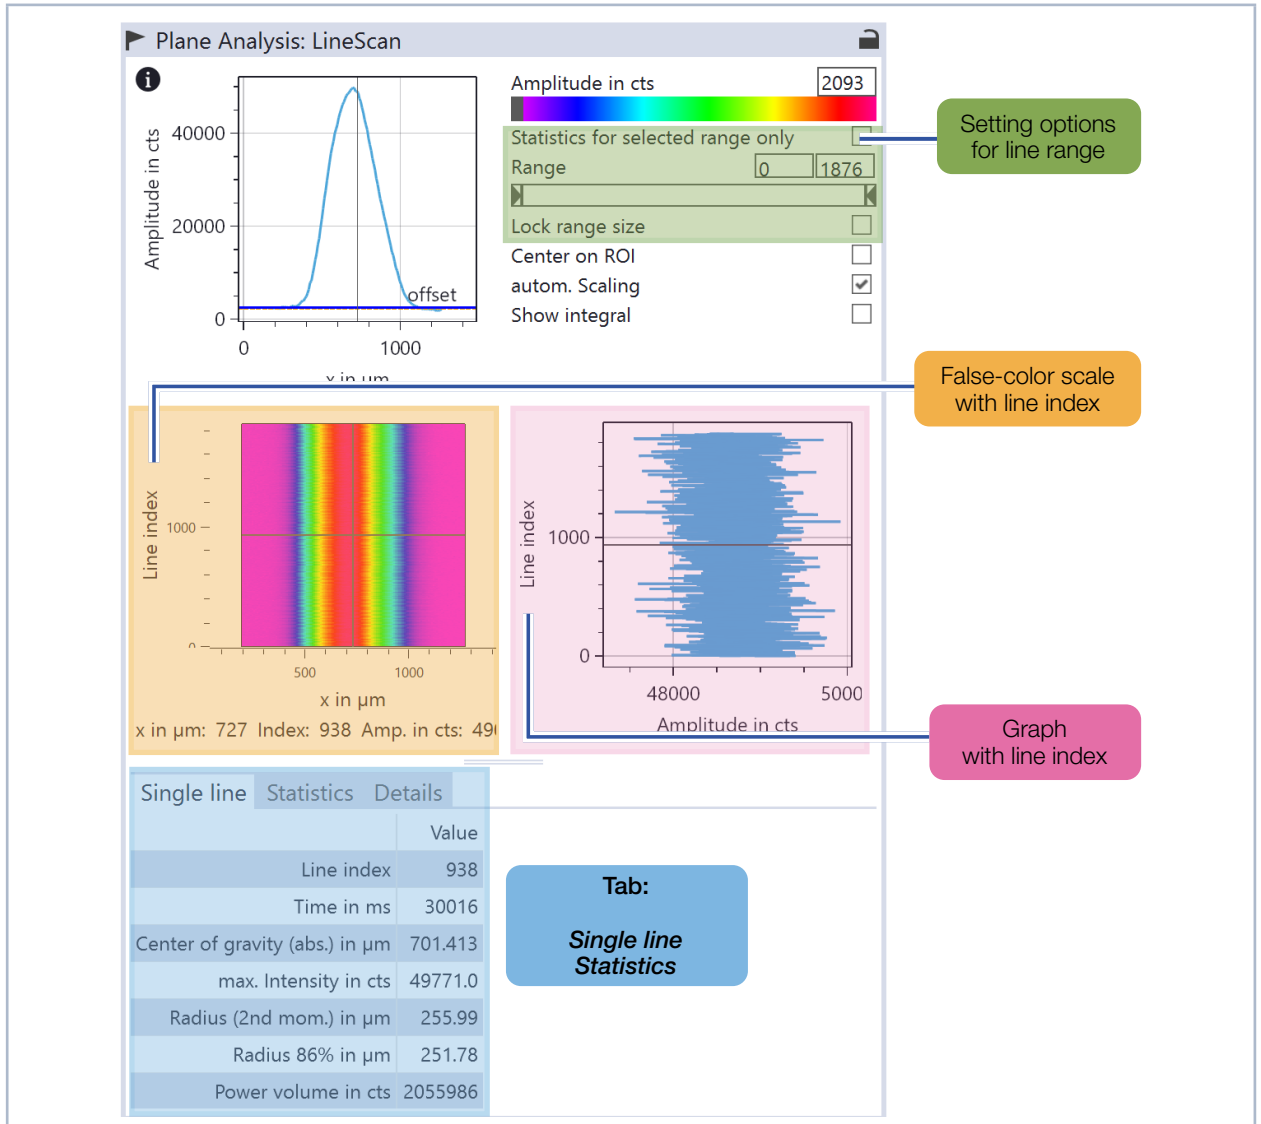 Plane Analysis: LineScan
i
Amplitude in cts
40000
20000
0
offset
0
1000
x in µm
Amplitude in cts
2093
Statistics for selected range only
Range
0
1876
Lock range size
Center on ROI
autom. Scaling
Show integral
Setting options
for line range
False-color scale
with line index
Line index
1000
0
500
1000
x in µm
x in µm: 727 Index: 938 Amp. in cts:
Line index
1000
0
48000
5000
Amplitude in cts
Graph
with line index
Single line
Statistics
Details
Value
Line index 938
Time in ms 30016
Center of gravity (abs.) in µm 701.413
max. Intensity in cts 49771.0
Radius (2nd mom.) in µm 255.99
Radius 86% in µm 251.78
Power volume in cts 2055986
Tab:
Single line
Statistics